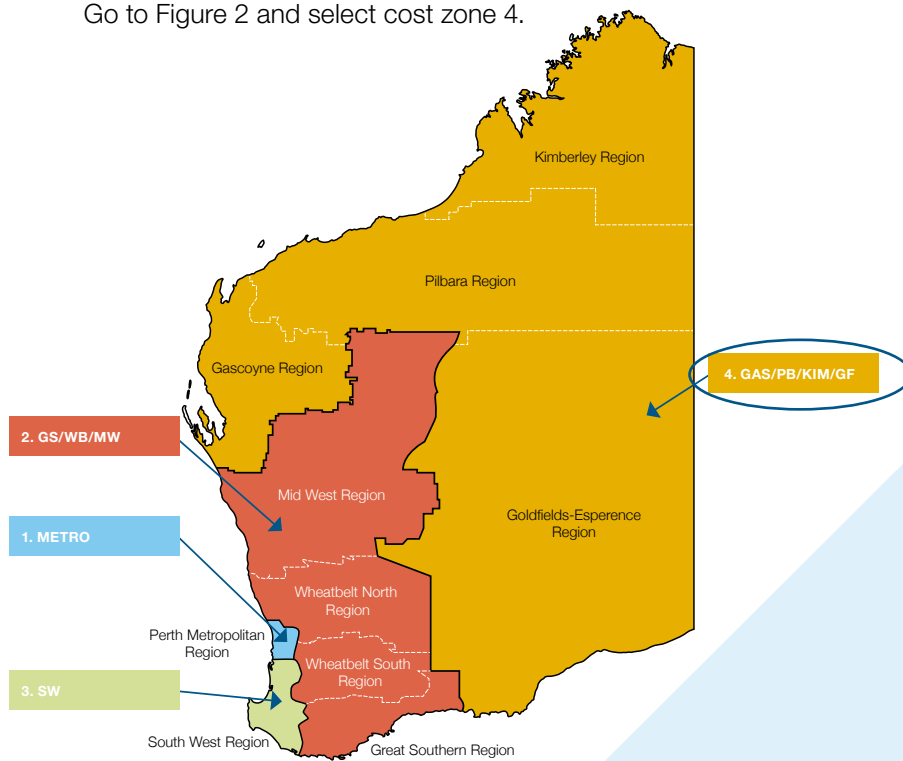 Go to Figure 2 and select cost zone 4.
Kimberley Region
Pilbara Region
Gascoyne Region
4. GAS/PB/KIM/GF
2. GS/WB/MW
Mid West Region
Goldfields-Esperence
Region
1. METRO
Wheatbelt North
Region
Perth Metropolitan
Region
Wheatbelt South
Region
3. SW
South West Region
Great Southern Region